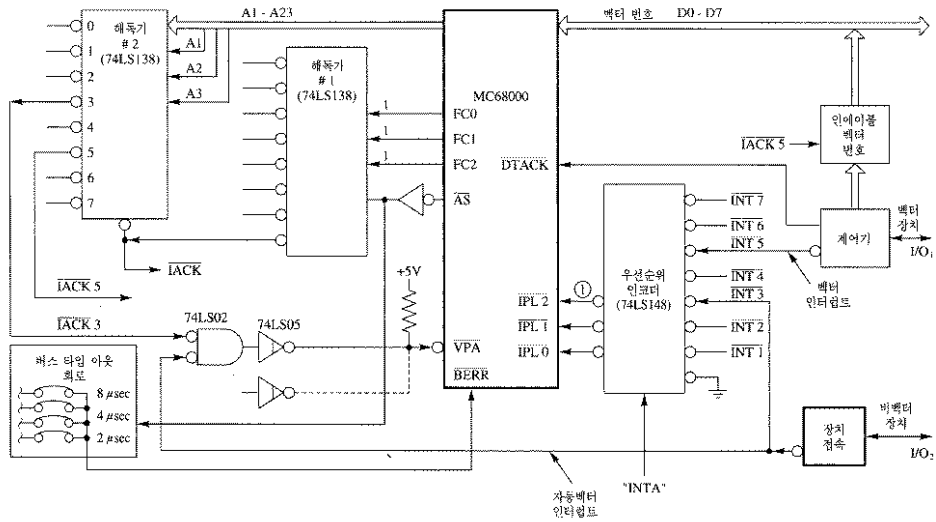 A1 - A23
벡터 번호 D0 - D7
해독기
# 2
(74LS138)
0
1
2
3
4
5
6
7
A1
A2
A3
해독기
# 1
(74LS138)
1
1
1
MC68000
FC0
FC1
FC2
AS
DTACK
IPL 2
IPL 1
IPL 0
VPA
BERR
IACK 5
인에이블
벡터
번호
제어기
벡터
장치
I/O1
INT 7
INT 6
INT 5
INT 4
INT 3
INT 2
INT 1
벡터
인터럽트
우선순위
인코더
(74LS148)
①
IACK
IACK 5
IACK 3
+5V
74LS02
74LS05
버스 타임 아웃
회로
8 μsec
4 μsec
2 μsec
장치
접속
비벡터
장치
I/O2
"INTA"
자동벡터
인터럽트